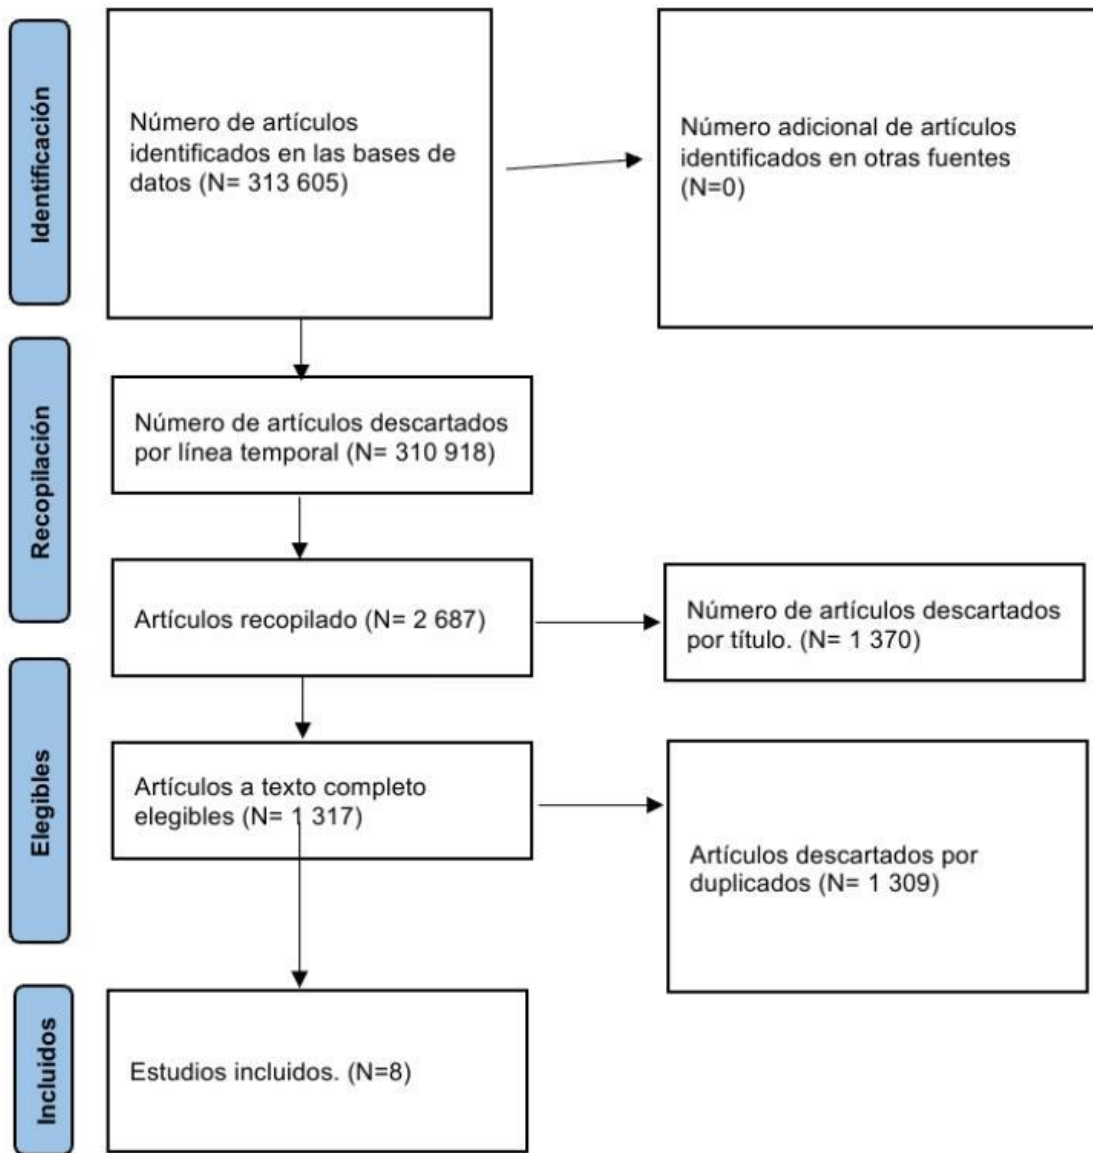 Identificación
Número de artículos
identificados en las bases de
datos (N= 313 605)
Número adicional de artículos
identificados en otras fuentes
(N=0)
Recopilación
Número de artículos descartados
por línea temporal (N= 310 918)
Artículos recopilado (N= 2 687)
Número de artículos descartados
por título. (N= 1 370)
Elegibles
Artículos a texto completo
elegibles (N= 1 317)
Artículos descartados por
duplicados (N= 1 309)
Incluidos
Estudios incluidos. (N=8)